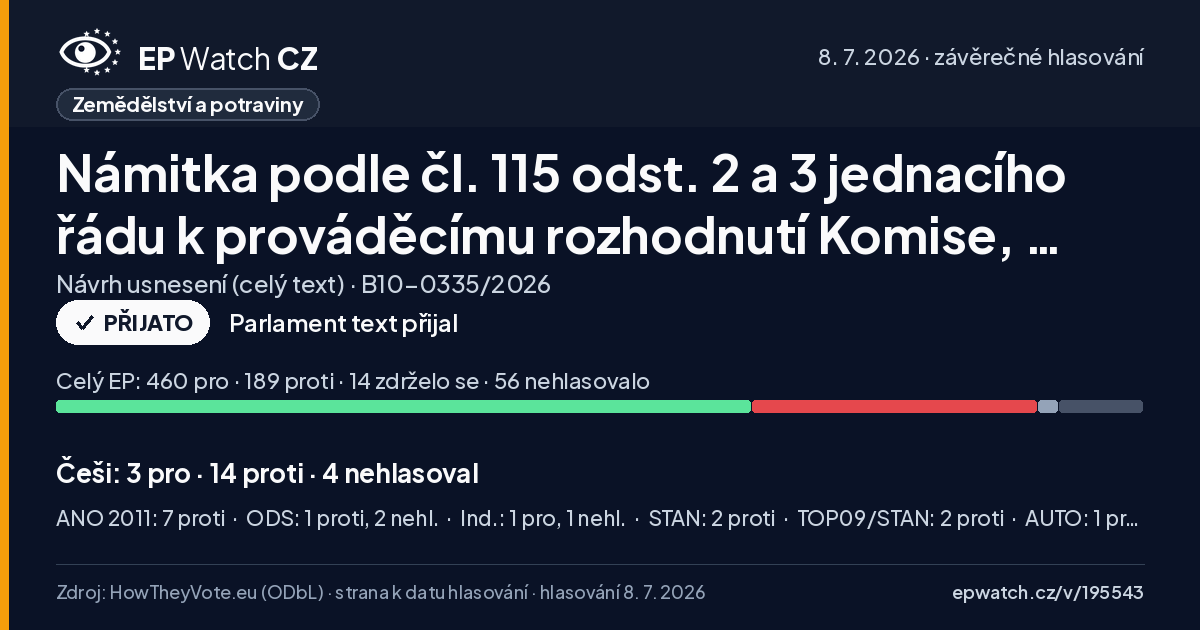 EP Watch CZ
8. 7. 2026 · závěrečné hlasování
Zemědělství a potraviny
Námitka podle čl. 115 odst. 2 a 3 jednacího
řádu k prováděcímu rozhodnutí Komise, ...
Návrh usnesení (celý text) · B10-0335/2026
✓ PŘIJATO Parlament text přijal
Celý EP: 460 pro · 189 proti · 14 zdrželo se · 56 nehlasovalo
Češi: 3 pro · 14 proti · 4 nehlasoval
ANO 2011: 7 proti · ODS: 1 proti, 2 nehl. · Ind.: 1 pro, 1 nehl. · STAN: 2 proti · TOP09/STAN: 2 proti · AUTO: 1 pr...
Zdroj: HowTheyVote.eu (ODbL) · strana k datu hlasování · hlasování 8. 7. 2026
epwatch.cz/v/195543